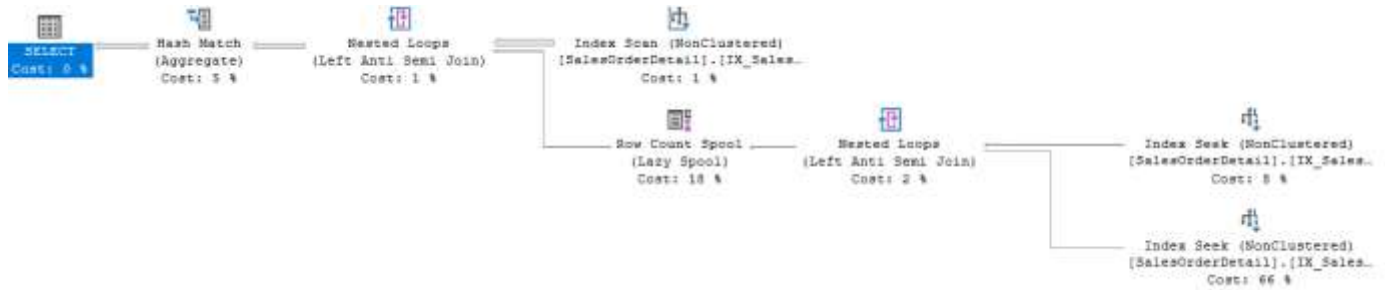 SELECT
Cost: 0 %
Hash Match
(Aggregate)
Cost: 5 %
Nested Loops
(Left Anti Semi Join)
Cost: 1 %
Index Scan (NonClustered)
[SalesOrderDetail].[IX_Sales…
Cost: 1 %
Row Count Spool
(Lazy Spool)
Cost: 18 %
Nested Loops
(Left Anti Semi Join)
Cost: 2 %
Index Seek (NonClustered)
[SalesOrderDetail].[IX_Sales…
Cost: 8 %
Index Seek (NonClustered)
[SalesOrderDetail].[IX_Sales…
Cost: 66 %